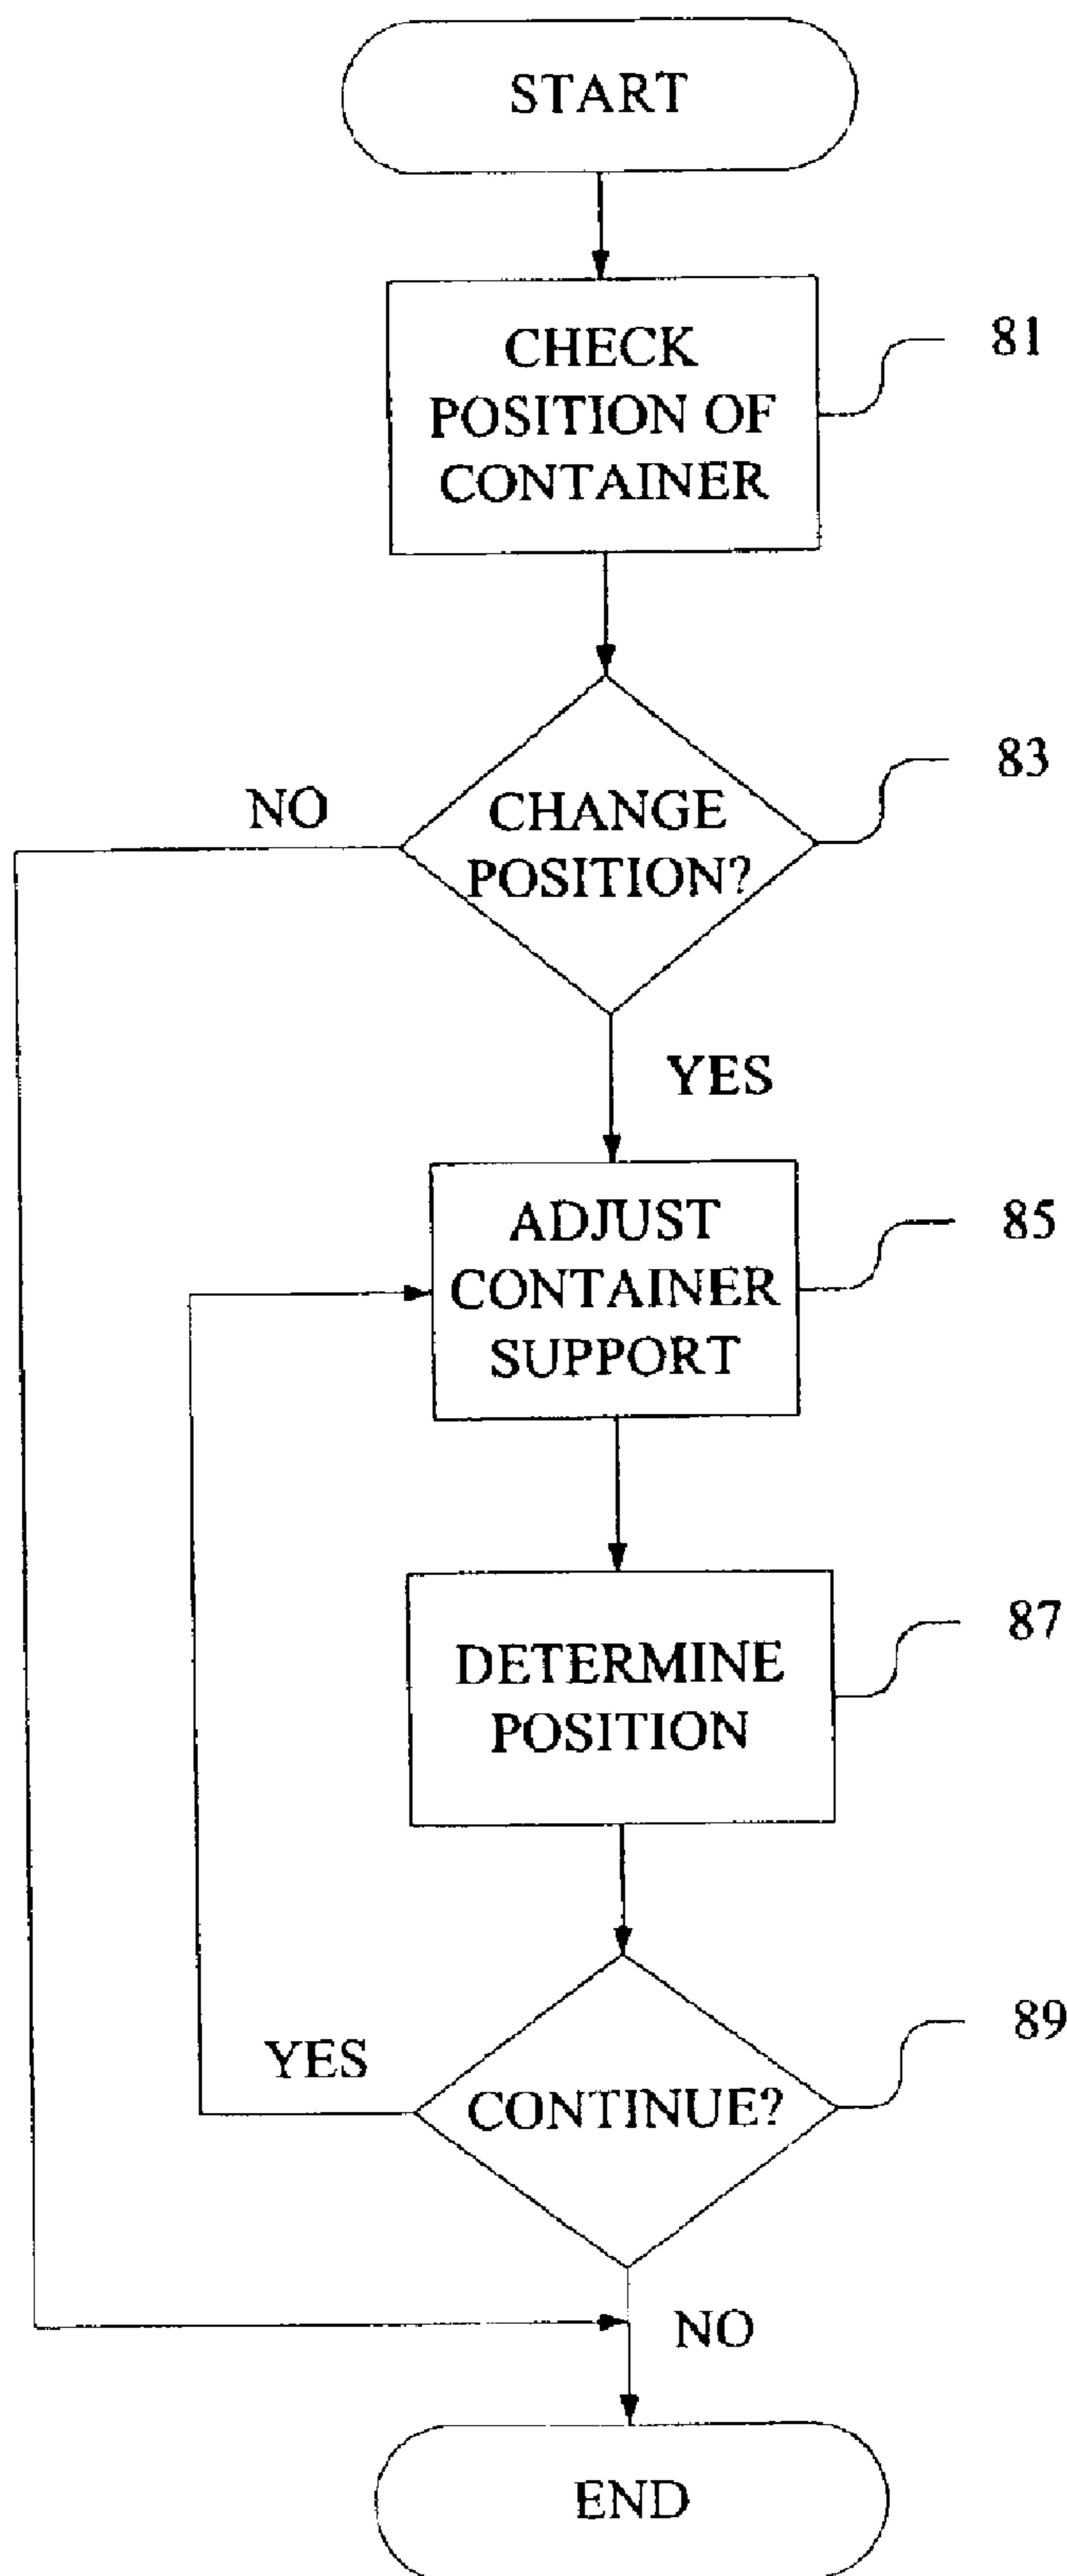 START
CHECK
POSITION OF
CONTAINER
81
CHANGE
POSITION?
83
NO
YES
ADJUST
CONTAINER
SUPPORT
85
DETERMINE
POSITION
87
CONTINUE?
89
YES
NO
END